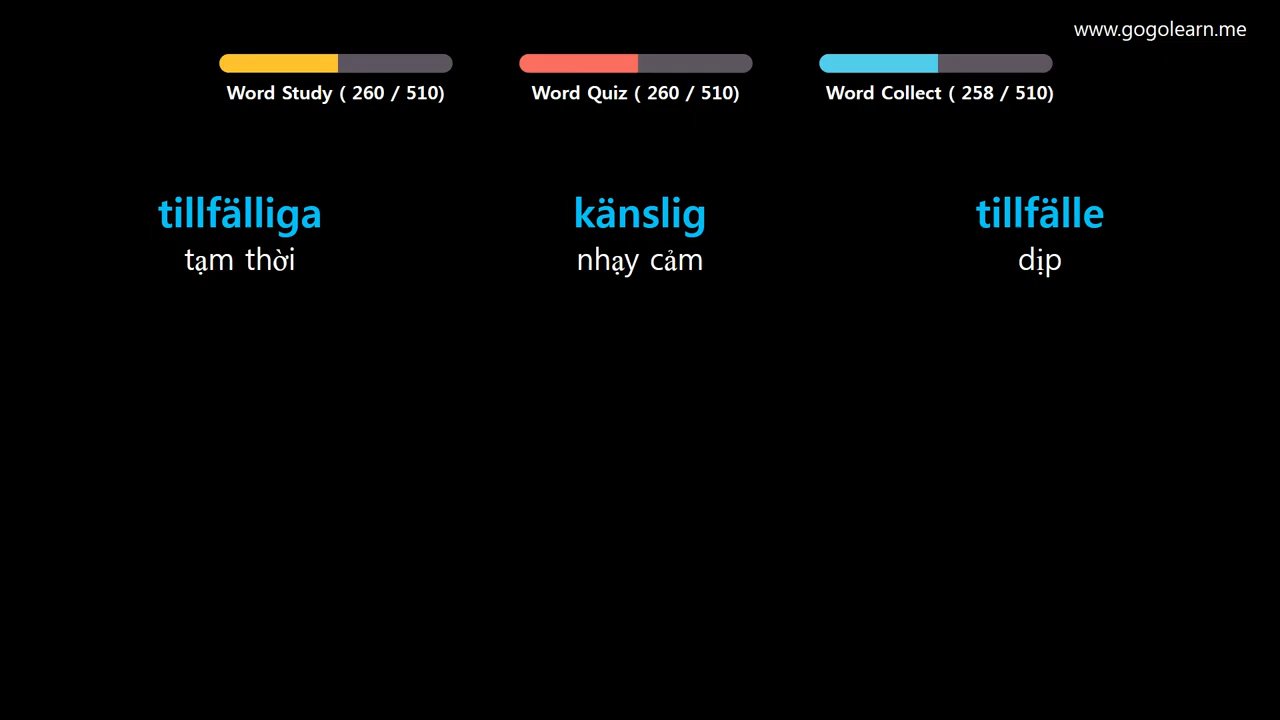 www.gogolearn.me
Word Study ( 260 / 510)
Word Quiz ( 260 / 510)
Word Collect ( 258 / 510)
tillfälliga
tạm thời
känslig
nhạy cảm
tillfälle
dịp